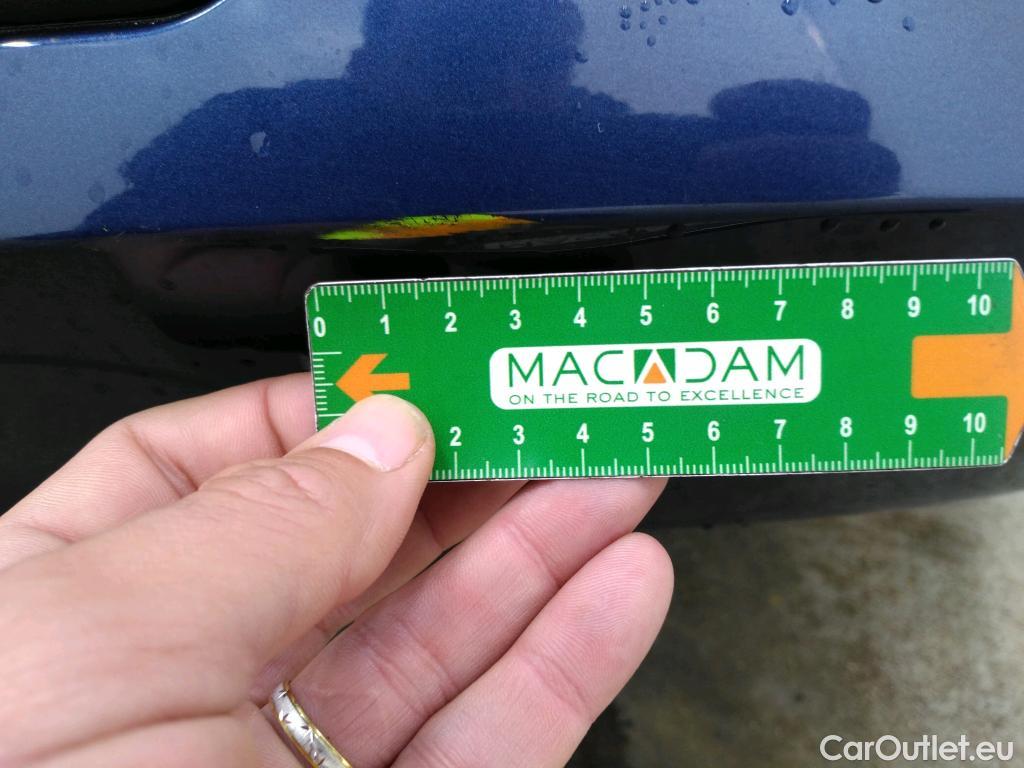 0 1 2 3 4 5 6 7 8 9 10
MACADAM
ON THE ROAD TO EXCELLENCE
2 3 4 5 6 7 8 9 10
CarOutlet.eu